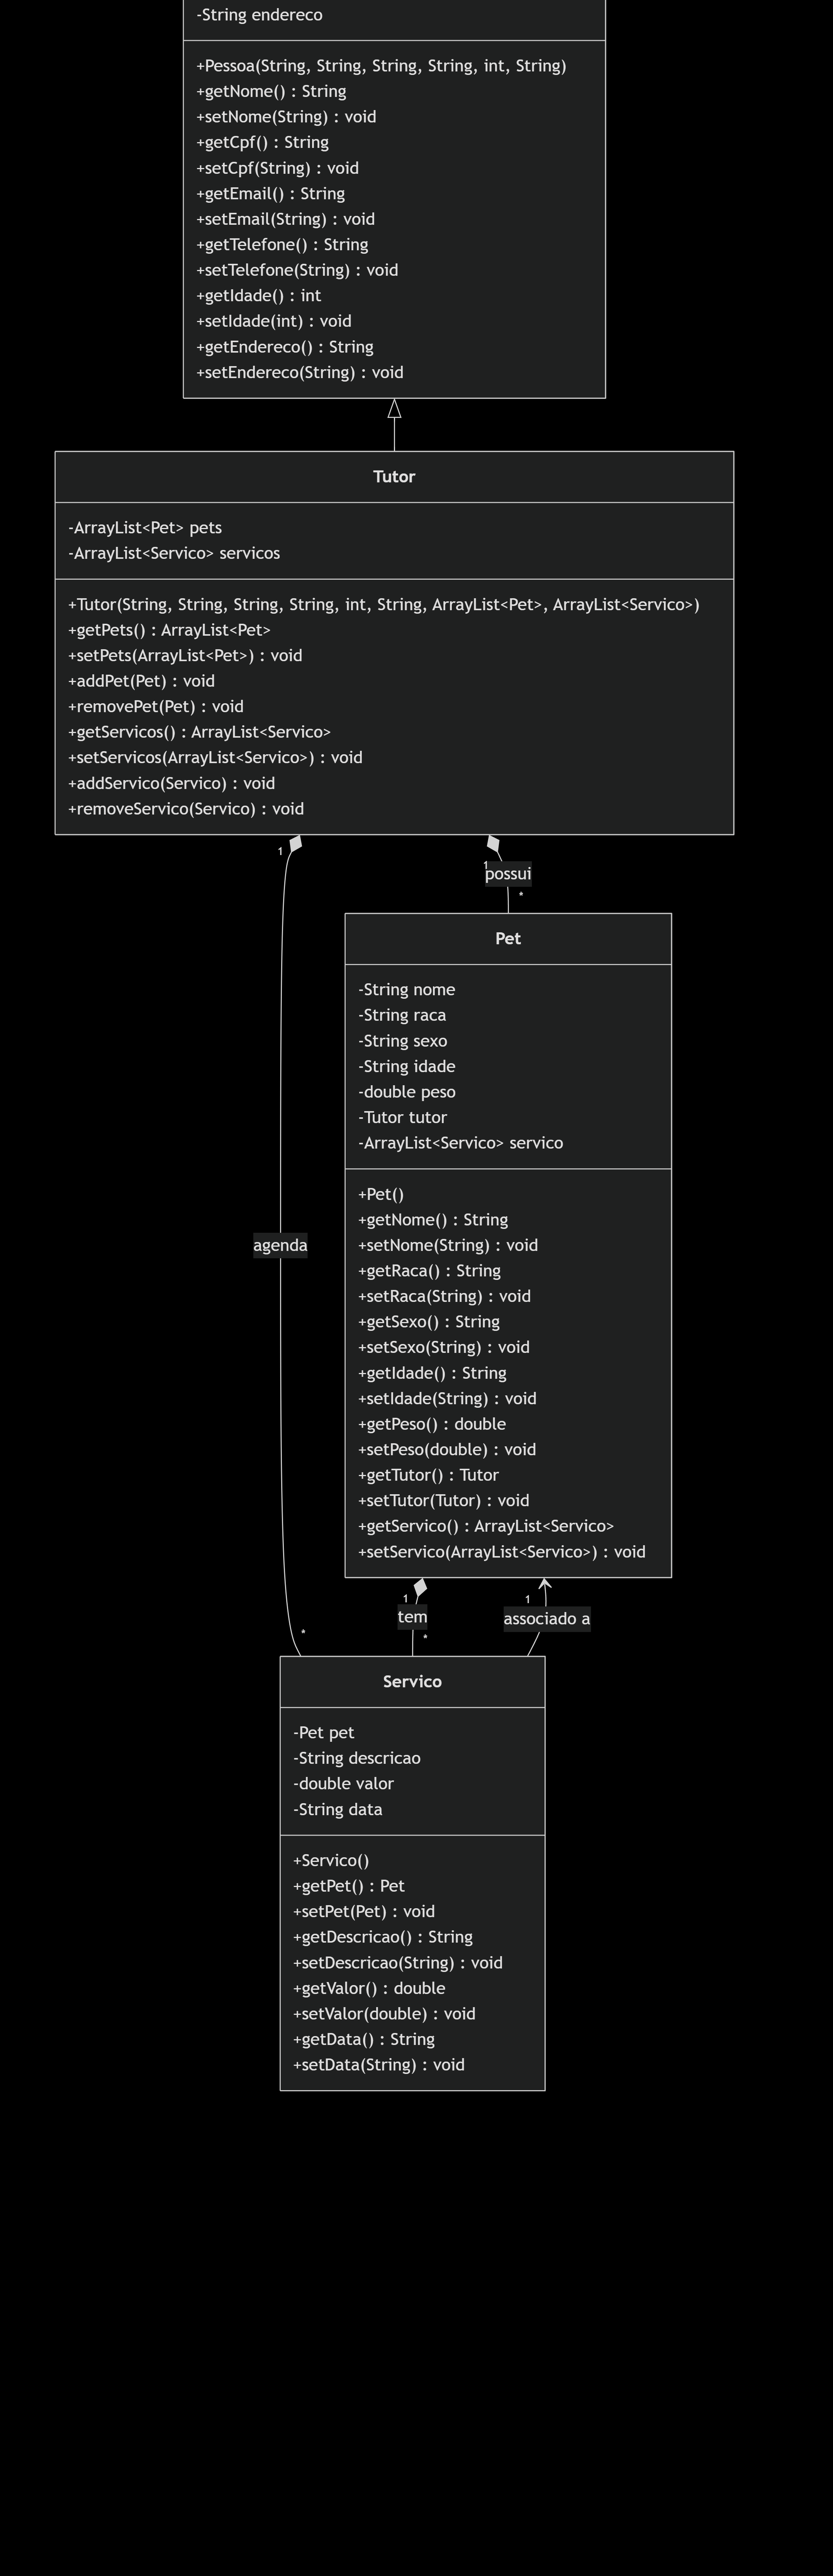 -String endereco
+Pessoa(String, String, String, String, int, String)
+getNome() : String
+setNome(String) : void
+getCpf() : String
+setCpf(String) : void
+getEmail() : String
+setEmail(String) : void
+getTelefone() : String
+setTelefone(String) : void
+getIdade() : int
+setIdade(int) : void
+getEndereco() : String
+setEndereco(String) : void
Tutor
-ArrayList<Pet> pets
-ArrayList<Servico> servicos
+Tutor(String, String, String, String, int, String, ArrayList<Pet>, ArrayList<Servico>)
+getPets() : ArrayList<Pet>
+setPets(ArrayList<Pet>) : void
+addPet(Pet) : void
+removePet(Pet) : void
+getServicos() : ArrayList<Servico>
+setServicos(ArrayList<Servico>) : void
+addServico(Servico) : void
+removeServico(Servico) : void
1
1
possui
*
Pet
-String nome
-String raca
-String sexo
-String idade
-double peso
-Tutor tutor
-ArrayList<Servico> servico
+Pet()
+getNome() : String
+setNome(String) : void
+getRaca() : String
+setRaca(String) : void
+getSexo() : String
+setSexo(String) : void
+getIdade() : String
+setIdade(String) : void
+getPeso() : double
+setPeso(double) : void
+getTutor() : Tutor
+setTutor(Tutor) : void
+getServico() : ArrayList<Servico>
+setServico(ArrayList<Servico>) : void
agenda
1
1
tem
associado a
*
*
Servico
-Pet pet
-String descricao
-double valor
-String data
+Servico()
+getPet() : Pet
+setPet(Pet) : void
+getDescricao() : String
+setDescricao(String) : void
+getValor() : double
+setValor(double) : void
+getData() : String
+setData(String) : void